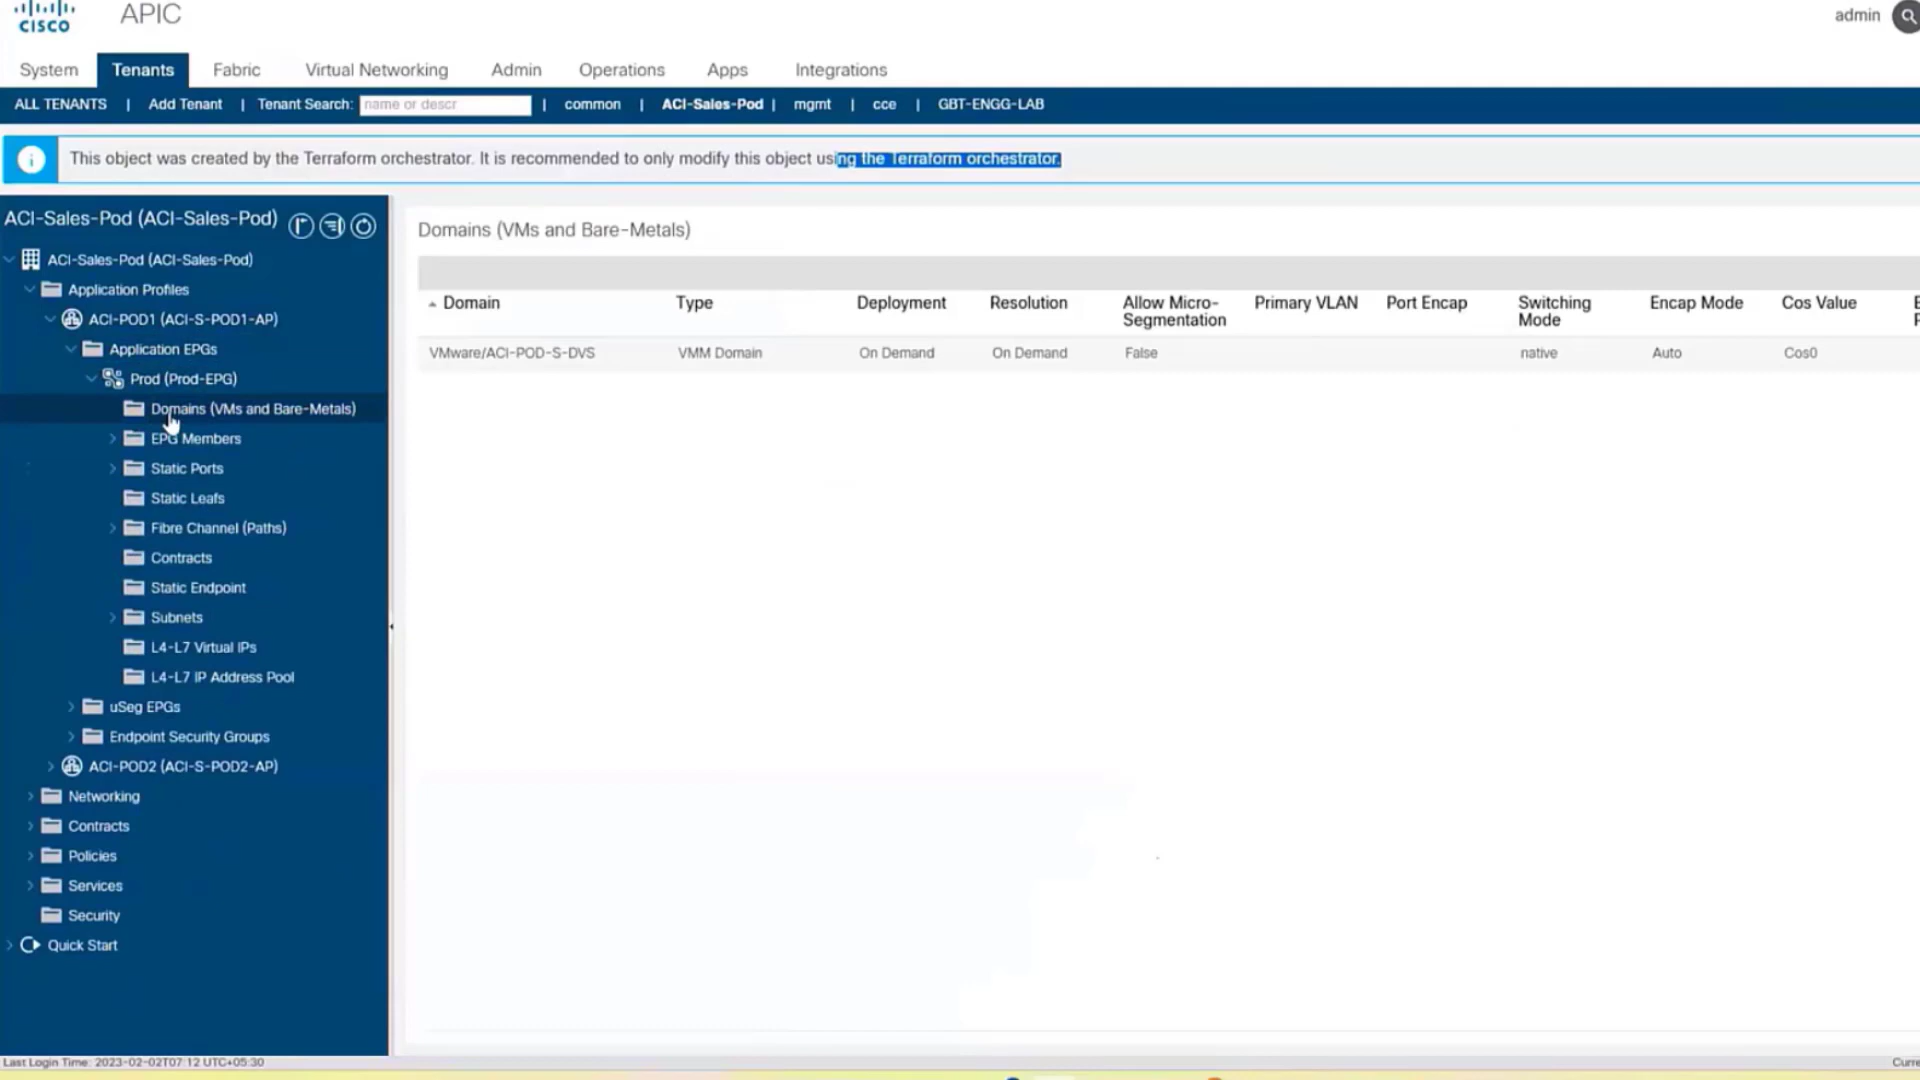 CISCO
APIC
admin
System Tenants Fabric Virtual Networking Admin Operations Apps Integrations
ALL TENANTS | Add Tenant | Tenant Search: name or descr | common | ACI-Sales-Pod | mgmt | cce | GBT-ENGG-LAB
This object was created by the Terraform orchestrator. It is recommended to only modify this object using the Terraform orchestrator.
ACI-Sales-Pod (ACI-Sales-Pod)
ACI-Sales-Pod (ACI-Sales-Pod)
Application Profiles
ACI-POD1 (ACI-S-POD1-AP)
Application EPGs
Prod (Prod-EPG)
Domains (VMs and Bare-Metals)
EPG Members
Static Ports
Static Leafs
Fibre Channel (Paths)
Contracts
Static Endpoint
Subnets
L4-L7 Virtual IPs
L4-L7 IP Address Pool
uSeg EPGs
Endpoint Security Groups
ACI-POD2 (ACI-S-POD2-AP)
Networking
Contracts
Policies
Services
Security
Quick Start
Domains (VMs and Bare-Metals)
Domain Type Deployment Resolution Allow Micro-Segmentation Primary VLAN Port Encap Switching Mode Encap Mode Cos Value
VMware/ACI-POD-S-DVS VMM Domain On Demand On Demand False native Auto Cos0
Last Login Time: 2023-02-02T07:12 UTC+05:30